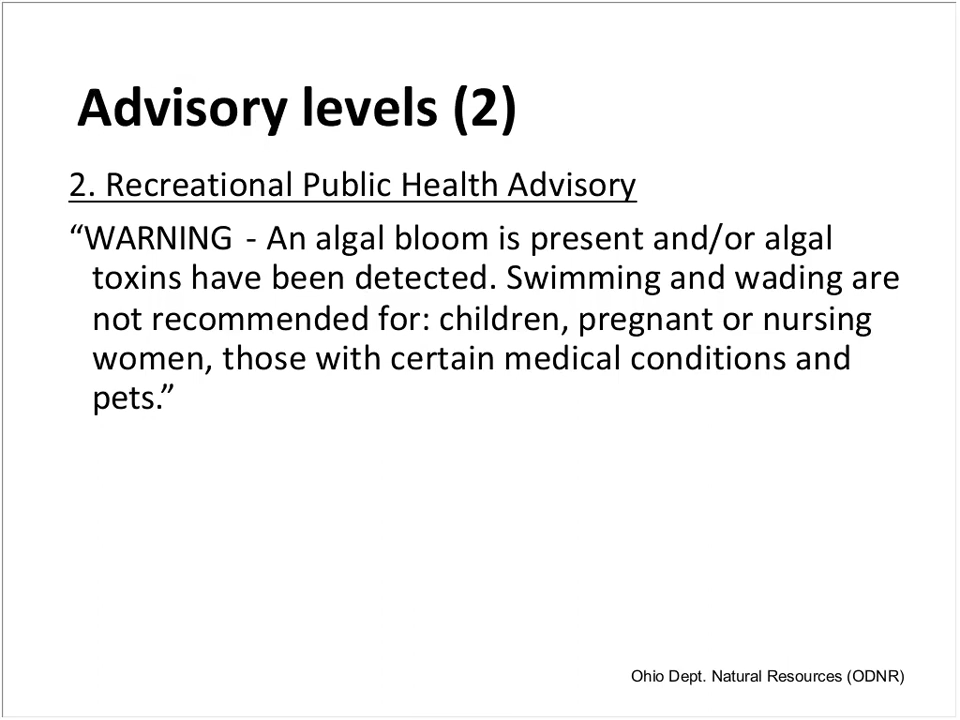 Advisory levels (2)
2. Recreational Public Health Advisory
“WARNING - An algal bloom is present and/or algal
toxins have been detected. Swimming and wading are
not recommended for: children, pregnant or nursing
women, those with certain medical conditions and
pets.”
Ohio Dept. Natural Resources (ODNR)